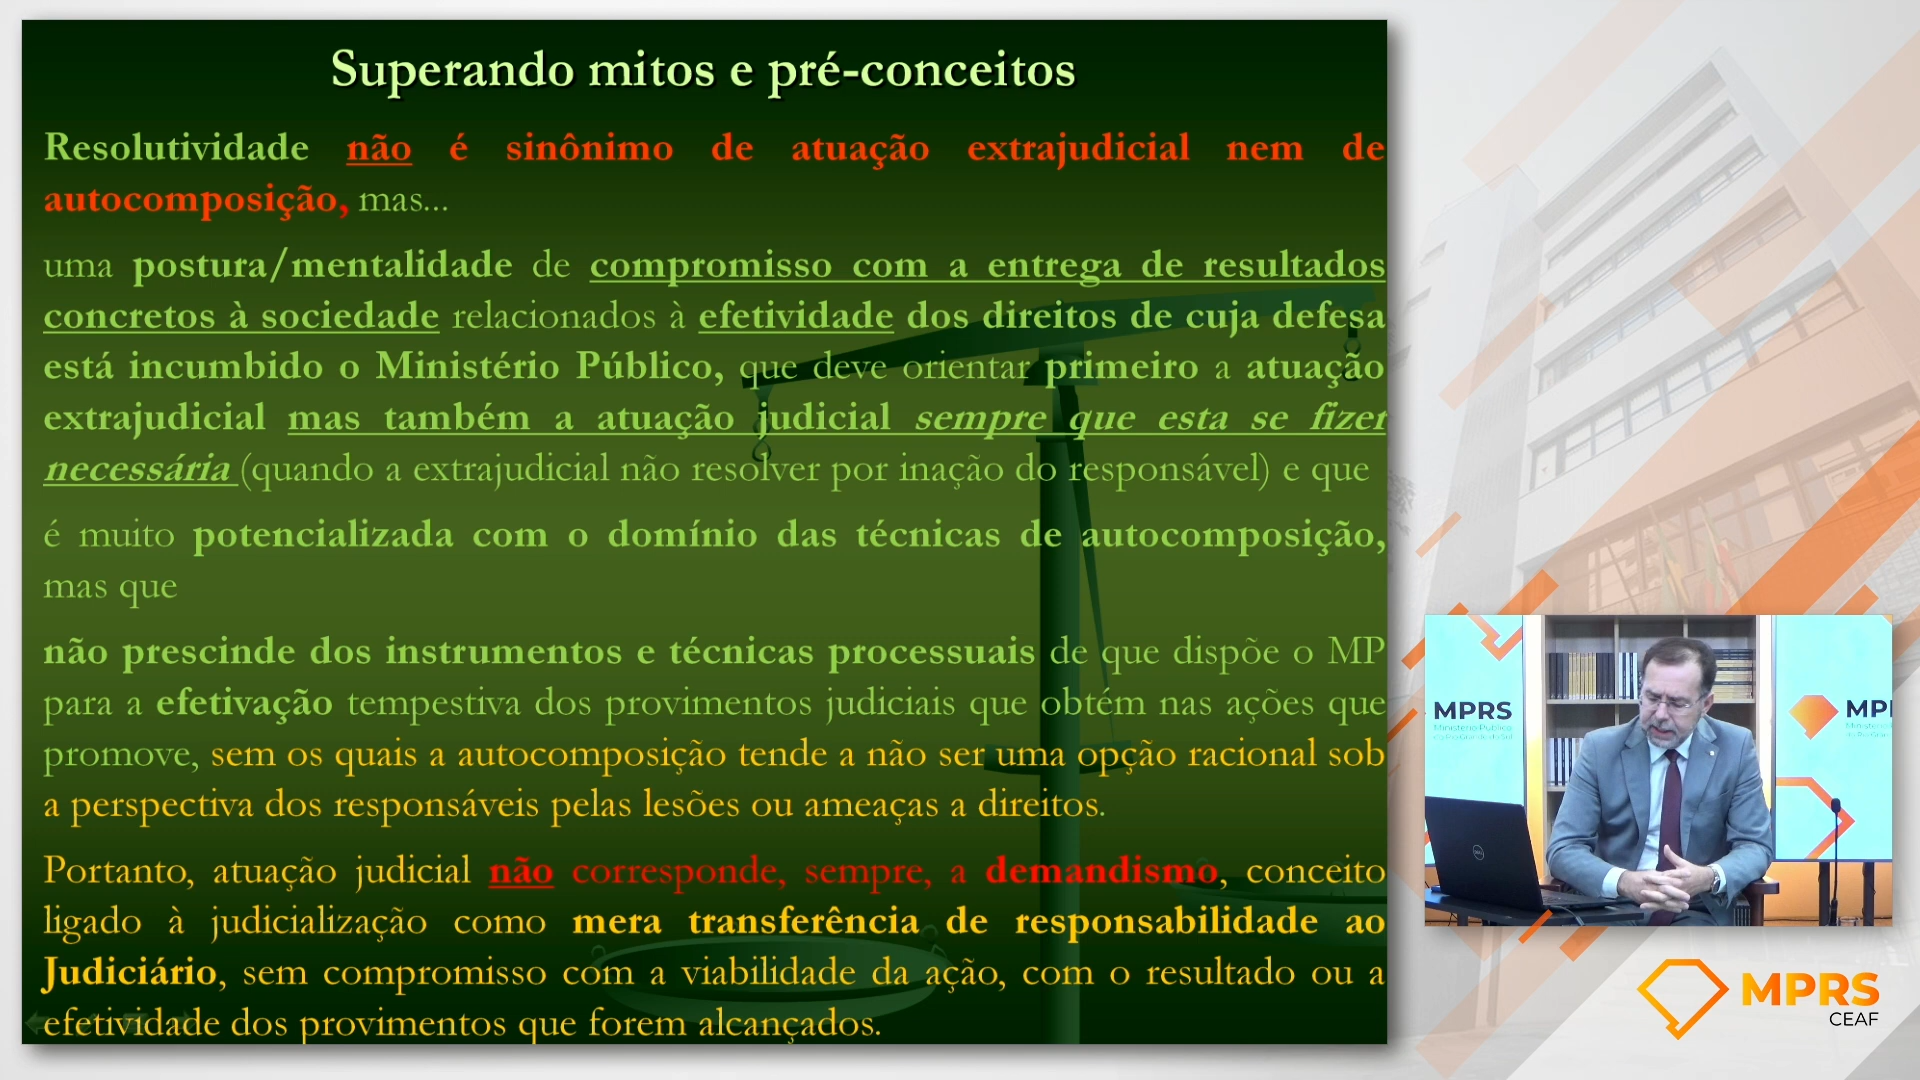 Superando mitos e pré-conceitos
Resolutividade não é sinônimo de atuação extrajudicial nem de
autocomposição, mas...
uma postura/mentalidade de compromisso com a entrega de resultados
concretos à sociedade relacionados à efetividade dos direitos de cuja defesa
está incumbido o Ministério Público, que deve orientar primeiro a atuação
extrajudicial mas também a atuação judicial sempre que esta se fizer
necessária (quando a extrajudicial não resolver por inação do responsável) e que
é muito potencializada com o domínio das técnicas de autocomposição,
mas que
não prescinde dos instrumentos e técnicas processuais de que dispõe o MP
para a efetivação tempestiva dos provimentos judiciais que obtém nas ações que
promove, sem os quais a autocomposição tende a não ser uma opção racional sob
a perspectiva dos responsáveis pelas lesões ou ameaças a direitos.
Portanto, atuação judicial não corresponde, sempre, a demandismo, conceito
ligado à judicialização como mera transferência de responsabilidade ao
Judiciário, sem compromisso com a viabilidade da ação, com o resultado ou a
efetividade dos provimentos que forem alcançados.
MPRS
Ministério Público
MP
MPRS
CEAF